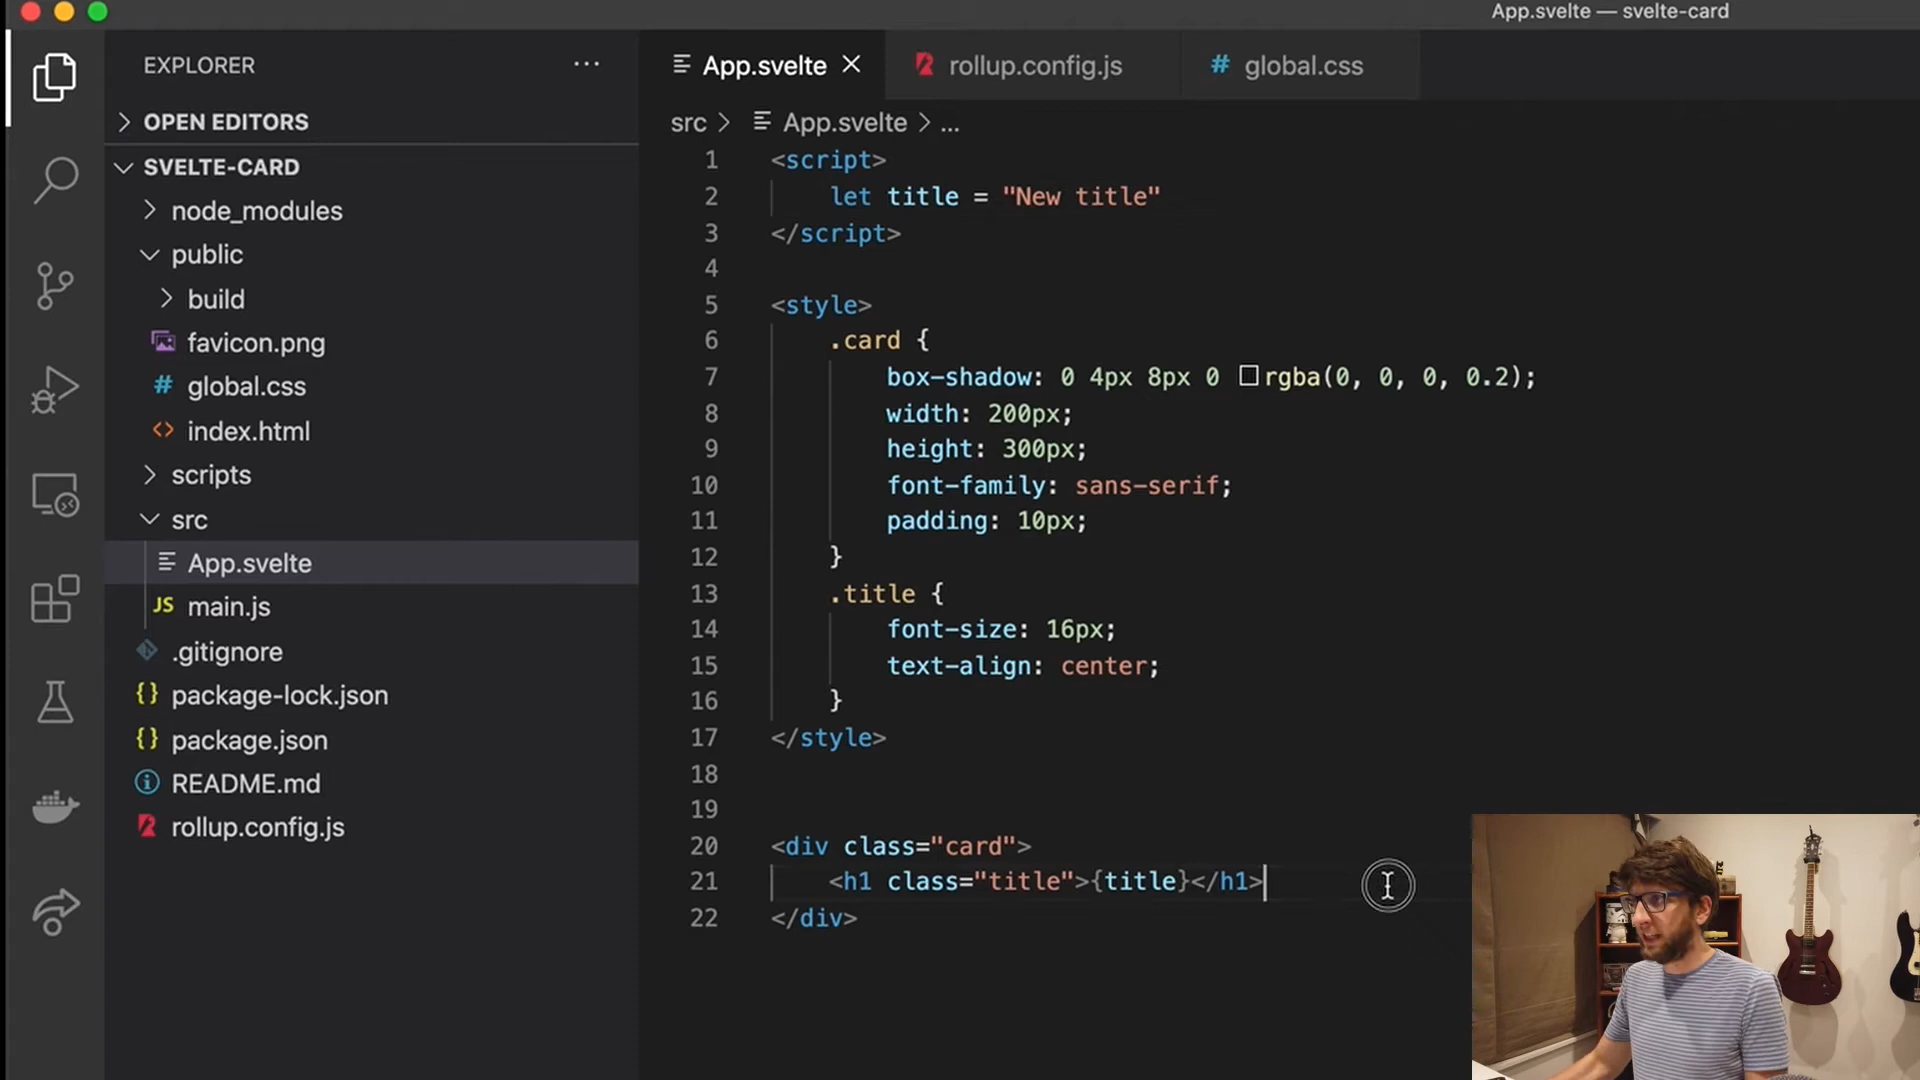 App.svelte — svelte-card
EXPLORER
OPEN EDITORS
SVELTE-CARD
node_modules
public
build
favicon.png
# global.css
<> index.html
scripts
src
App.svelte
JS main.js
.gitignore
{} package-lock.json
{} package.json
README.md
rollup.config.js
App.svelte
rollup.config.js
# global.css
src > App.svelte > ...
1 <script>
2 let title = "New title"
3 </script>
4
5 <style>
6 .card {
7 box-shadow: 0 4px 8px 0 rgba(0, 0, 0, 0.2);
8 width: 200px;
9 height: 300px;
10 font-family: sans-serif;
11 padding: 10px;
12 }
13 .title {
14 font-size: 16px;
15 text-align: center;
16 }
17 </style>
18
19
20 <div class="card">
21 <h1 class="title">{title}</h1>
22 </div>